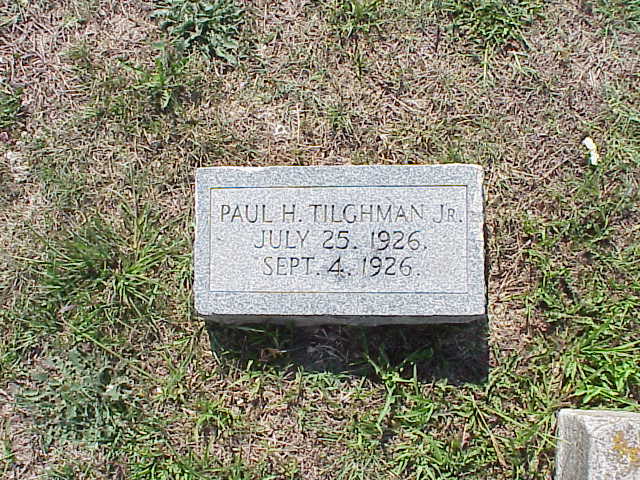 PAUL H. TILGHMAN JR.
JULY 25. 1926.
SEPT. 4. 1926.